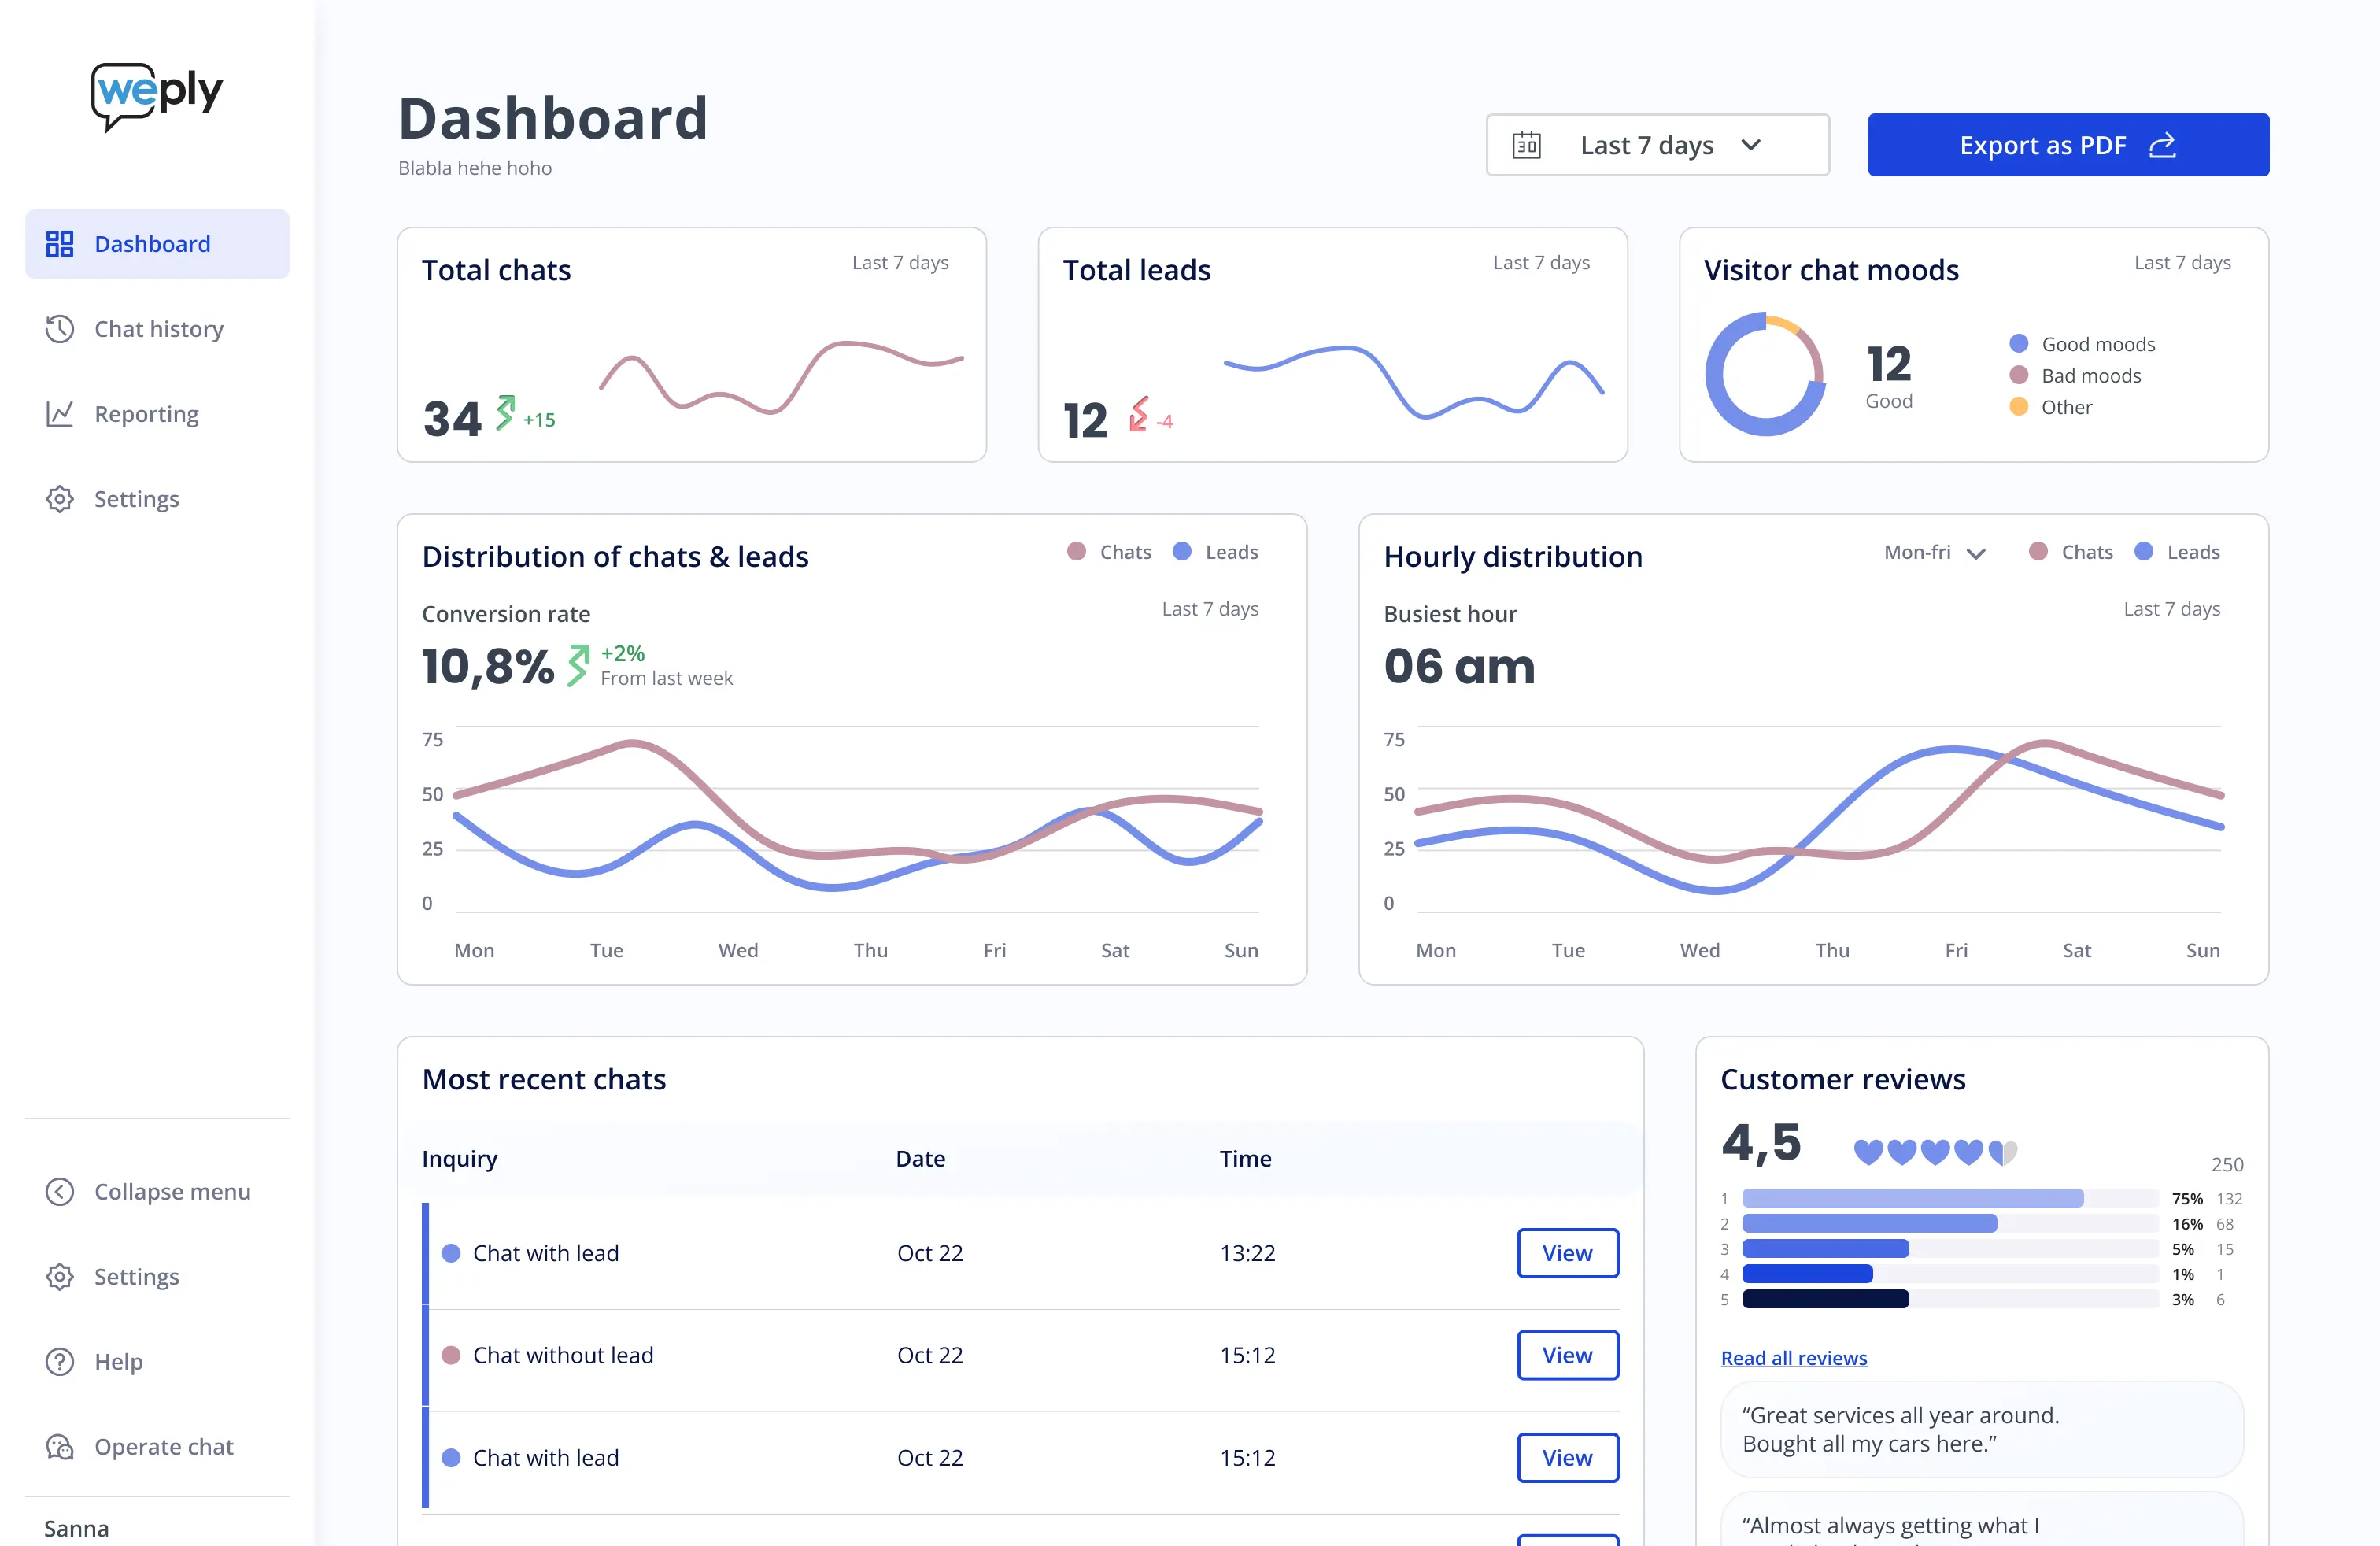 weply
Dashboard
Chat history
Reporting
Settings
Collapse menu
Settings
Help
Operate chat
Sanna
Dashboard
Blabla hehe hoho
30 Last 7 days
Export as PDF
Total chats Last 7 days
34 +15
Total leads Last 7 days
12 -4
Visitor chat moods Last 7 days
12
Good
Good moods
Bad moods
Other
Distribution of chats & leads Chats Leads
Conversion rate Last 7 days
10,8% +2%
From last week
75
50
25
0
Mon Tue Wed Thu Fri Sat Sun
Hourly distribution Mon-fri Chats Leads
Busiest hour Last 7 days
06 am
75
50
25
0
Mon Tue Wed Thu Fri Sat Sun
Most recent chats
Inquiry Date Time
Chat with lead Oct 22 13:22 View
Chat without lead Oct 22 15:12 View
Chat with lead Oct 22 15:12 View
Customer reviews
4,5
250
1 75% 132
2 16% 68
3 5% 15
4 1% 1
5 3% 6
Read all reviews
“Great services all year around.
Bought all my cars here.”
“Almost always getting what I